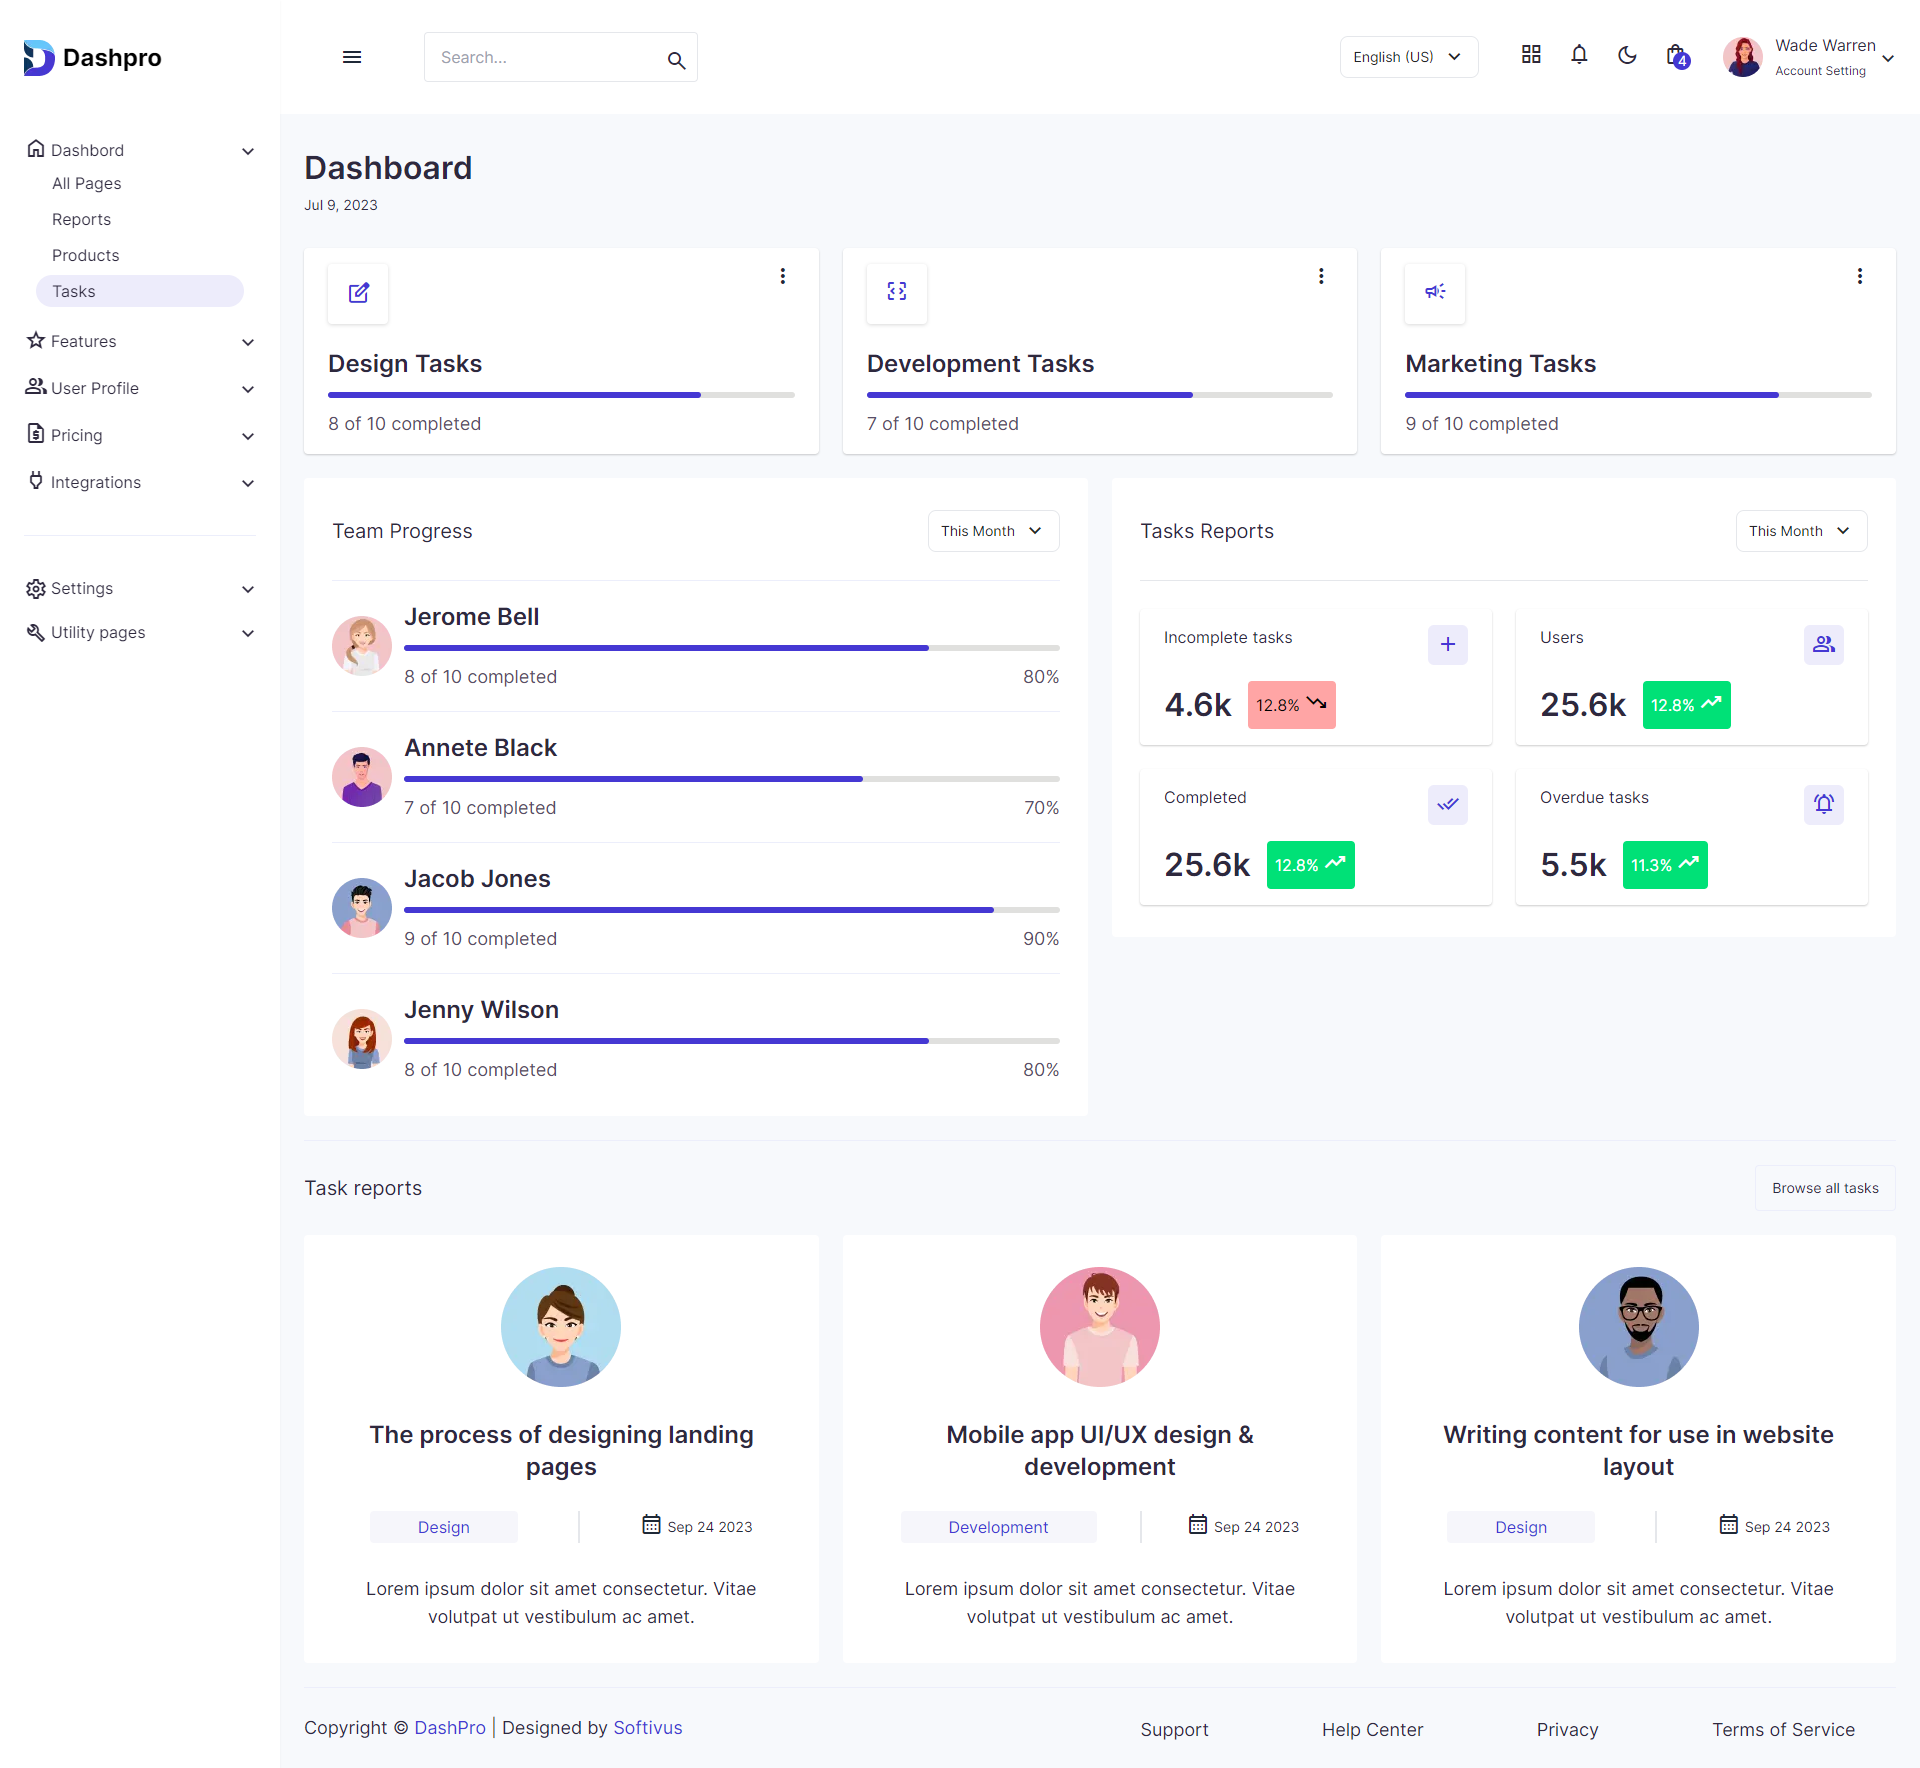 Dashpro
Search...
English (US)
4
Wade Warren
Account Setting
Dashbord
All Pages
Reports
Products
Tasks
Features
User Profile
Pricing
Integrations
Settings
Utility pages
Dashboard
Jul 9, 2023
Design Tasks
8 of 10 completed
Development Tasks
7 of 10 completed
Marketing Tasks
9 of 10 completed
Team Progress
This Month
Jerome Bell
8 of 10 completed 80%
Annete Black
7 of 10 completed 70%
Jacob Jones
9 of 10 completed 90%
Jenny Wilson
8 of 10 completed 80%
Tasks Reports
This Month
Incomplete tasks
4.6k 12.8%
Users
25.6k 12.8%
Completed
25.6k 12.8%
Overdue tasks
5.5k 11.3%
Task reports
Browse all tasks
The process of designing landing
pages
Design
Sep 24 2023
Lorem ipsum dolor sit amet consectetur. Vitae
volutpat ut vestibulum ac amet.
Mobile app UI/UX design &
development
Development
Sep 24 2023
Lorem ipsum dolor sit amet consectetur. Vitae
volutpat ut vestibulum ac amet.
Writing content for use in website
layout
Design
Sep 24 2023
Lorem ipsum dolor sit amet consectetur. Vitae
volutpat ut vestibulum ac amet.
Copyright © DashPro | Designed by Softivus
Support
Help Center
Privacy
Terms of Service